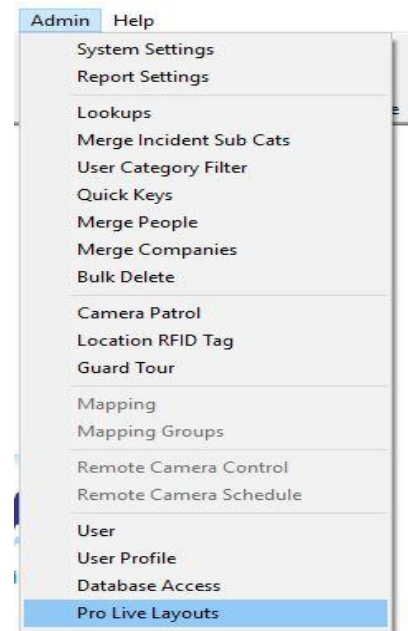 Admin Help
System Settings
Report Settings
Lookups
Merge Incident Sub Cats
User Category Filter
Quick Keys
Merge People
Merge Companies
Bulk Delete
Camera Patrol
Location RFID Tag
Guard Tour
Mapping
Mapping Groups
Remote Camera Control
Remote Camera Schedule
User
User Profile
Database Access
Pro Live Layouts